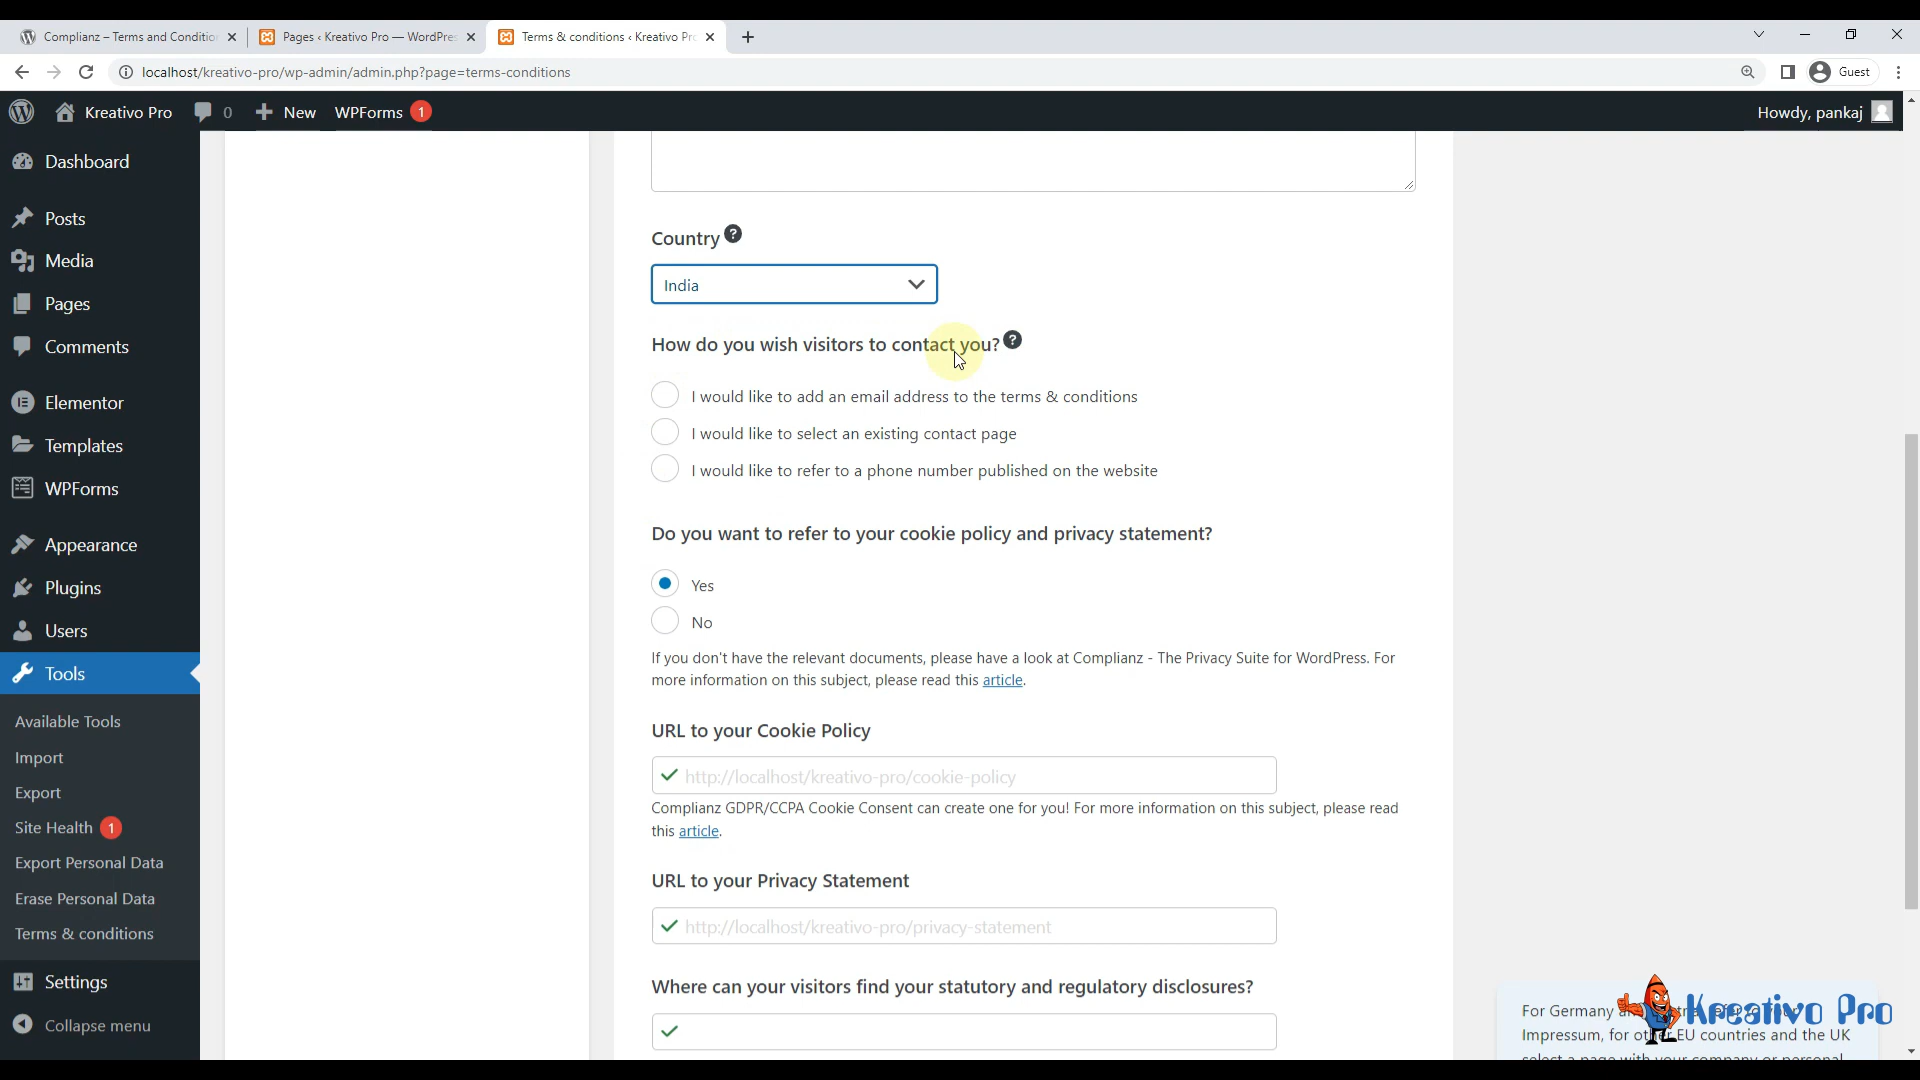 Complianz – Terms and Conditio
Pages ‹ Kreativo Pro — WordPres
Terms & conditions ‹ Kreativo Pr
localhost/kreativo-pro/wp-admin/admin.php?page=terms-conditions
Guest
Kreativo Pro
0
New
WPForms 1
Howdy, pankaj
Dashboard
Posts
Media
Pages
Comments
Elementor
Templates
WPForms
Appearance
Plugins
Users
Tools
Available Tools
Import
Export
Site Health 1
Export Personal Data
Erase Personal Data
Terms & conditions
Settings
Collapse menu
Country ?
India
How do you wish visitors to contact you? ?
I would like to add an email address to the terms & conditions
I would like to select an existing contact page
I would like to refer to a phone number published on the website
Do you want to refer to your cookie policy and privacy statement?
Yes
No
If you don't have the relevant documents, please have a look at Complianz - The Privacy Suite for WordPress. For
more information on this subject, please read this article.
URL to your Cookie Policy
http://localhost/kreativo-pro/cookie-policy
Complianz GDPR/CCPA Cookie Consent can create one for you! For more information on this subject, please read
this article.
URL to your Privacy Statement
http://localhost/kreativo-pro/privacy-statement
Where can your visitors find your statutory and regulatory disclosures?
For Germany
Impressum, for other EU countries and the UK
select a page with your company or personal
Kreativo Pro